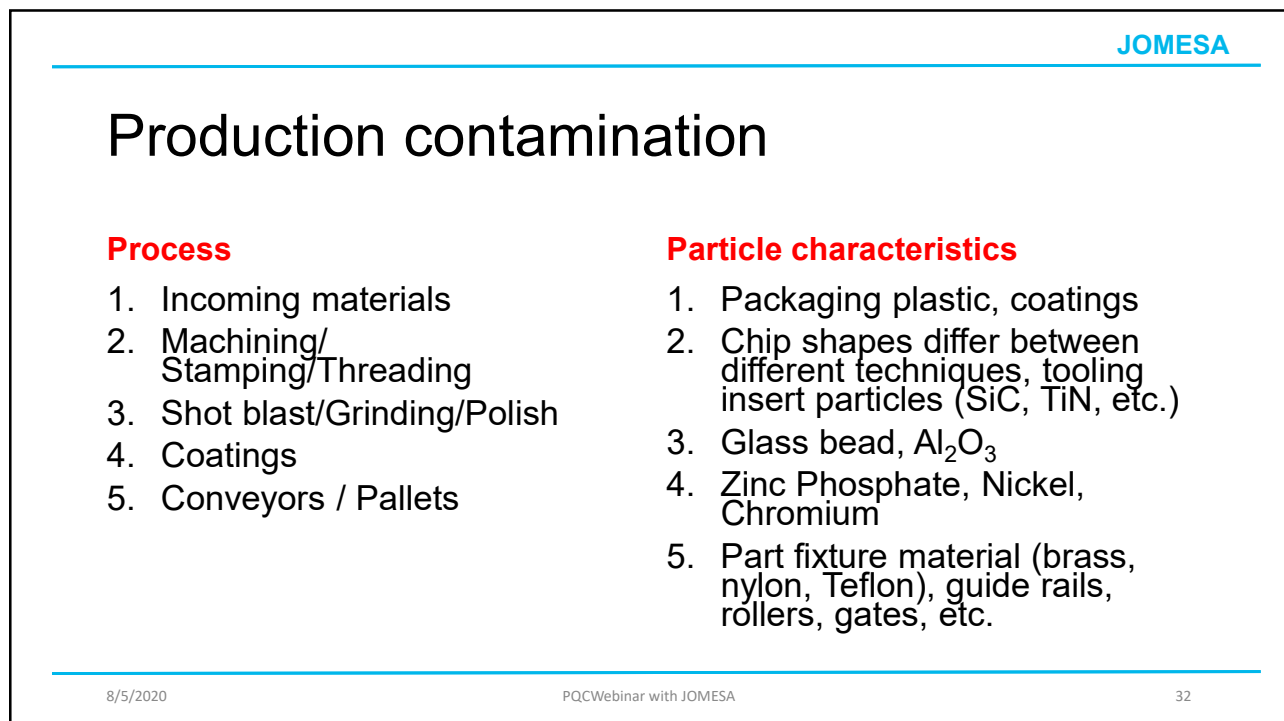 JOMESA
Production contamination
Process
1. Incoming materials
2. Machining/
Stamping/Threading
3. Shot blast/Grinding/Polish
4. Coatings
5. Conveyors / Pallets
Particle characteristics
1. Packaging plastic, coatings
2. Chip shapes differ between
different techniques, tooling
insert particles (SiC, TiN, etc.)
3. Glass bead, Al₂O₃
4. Zinc Phosphate, Nickel,
Chromium
5. Part fixture material (brass,
nylon, Teflon), guide rails,
rollers, gates, etc.
8/5/2020
PQCWebinar with JOMESA
32